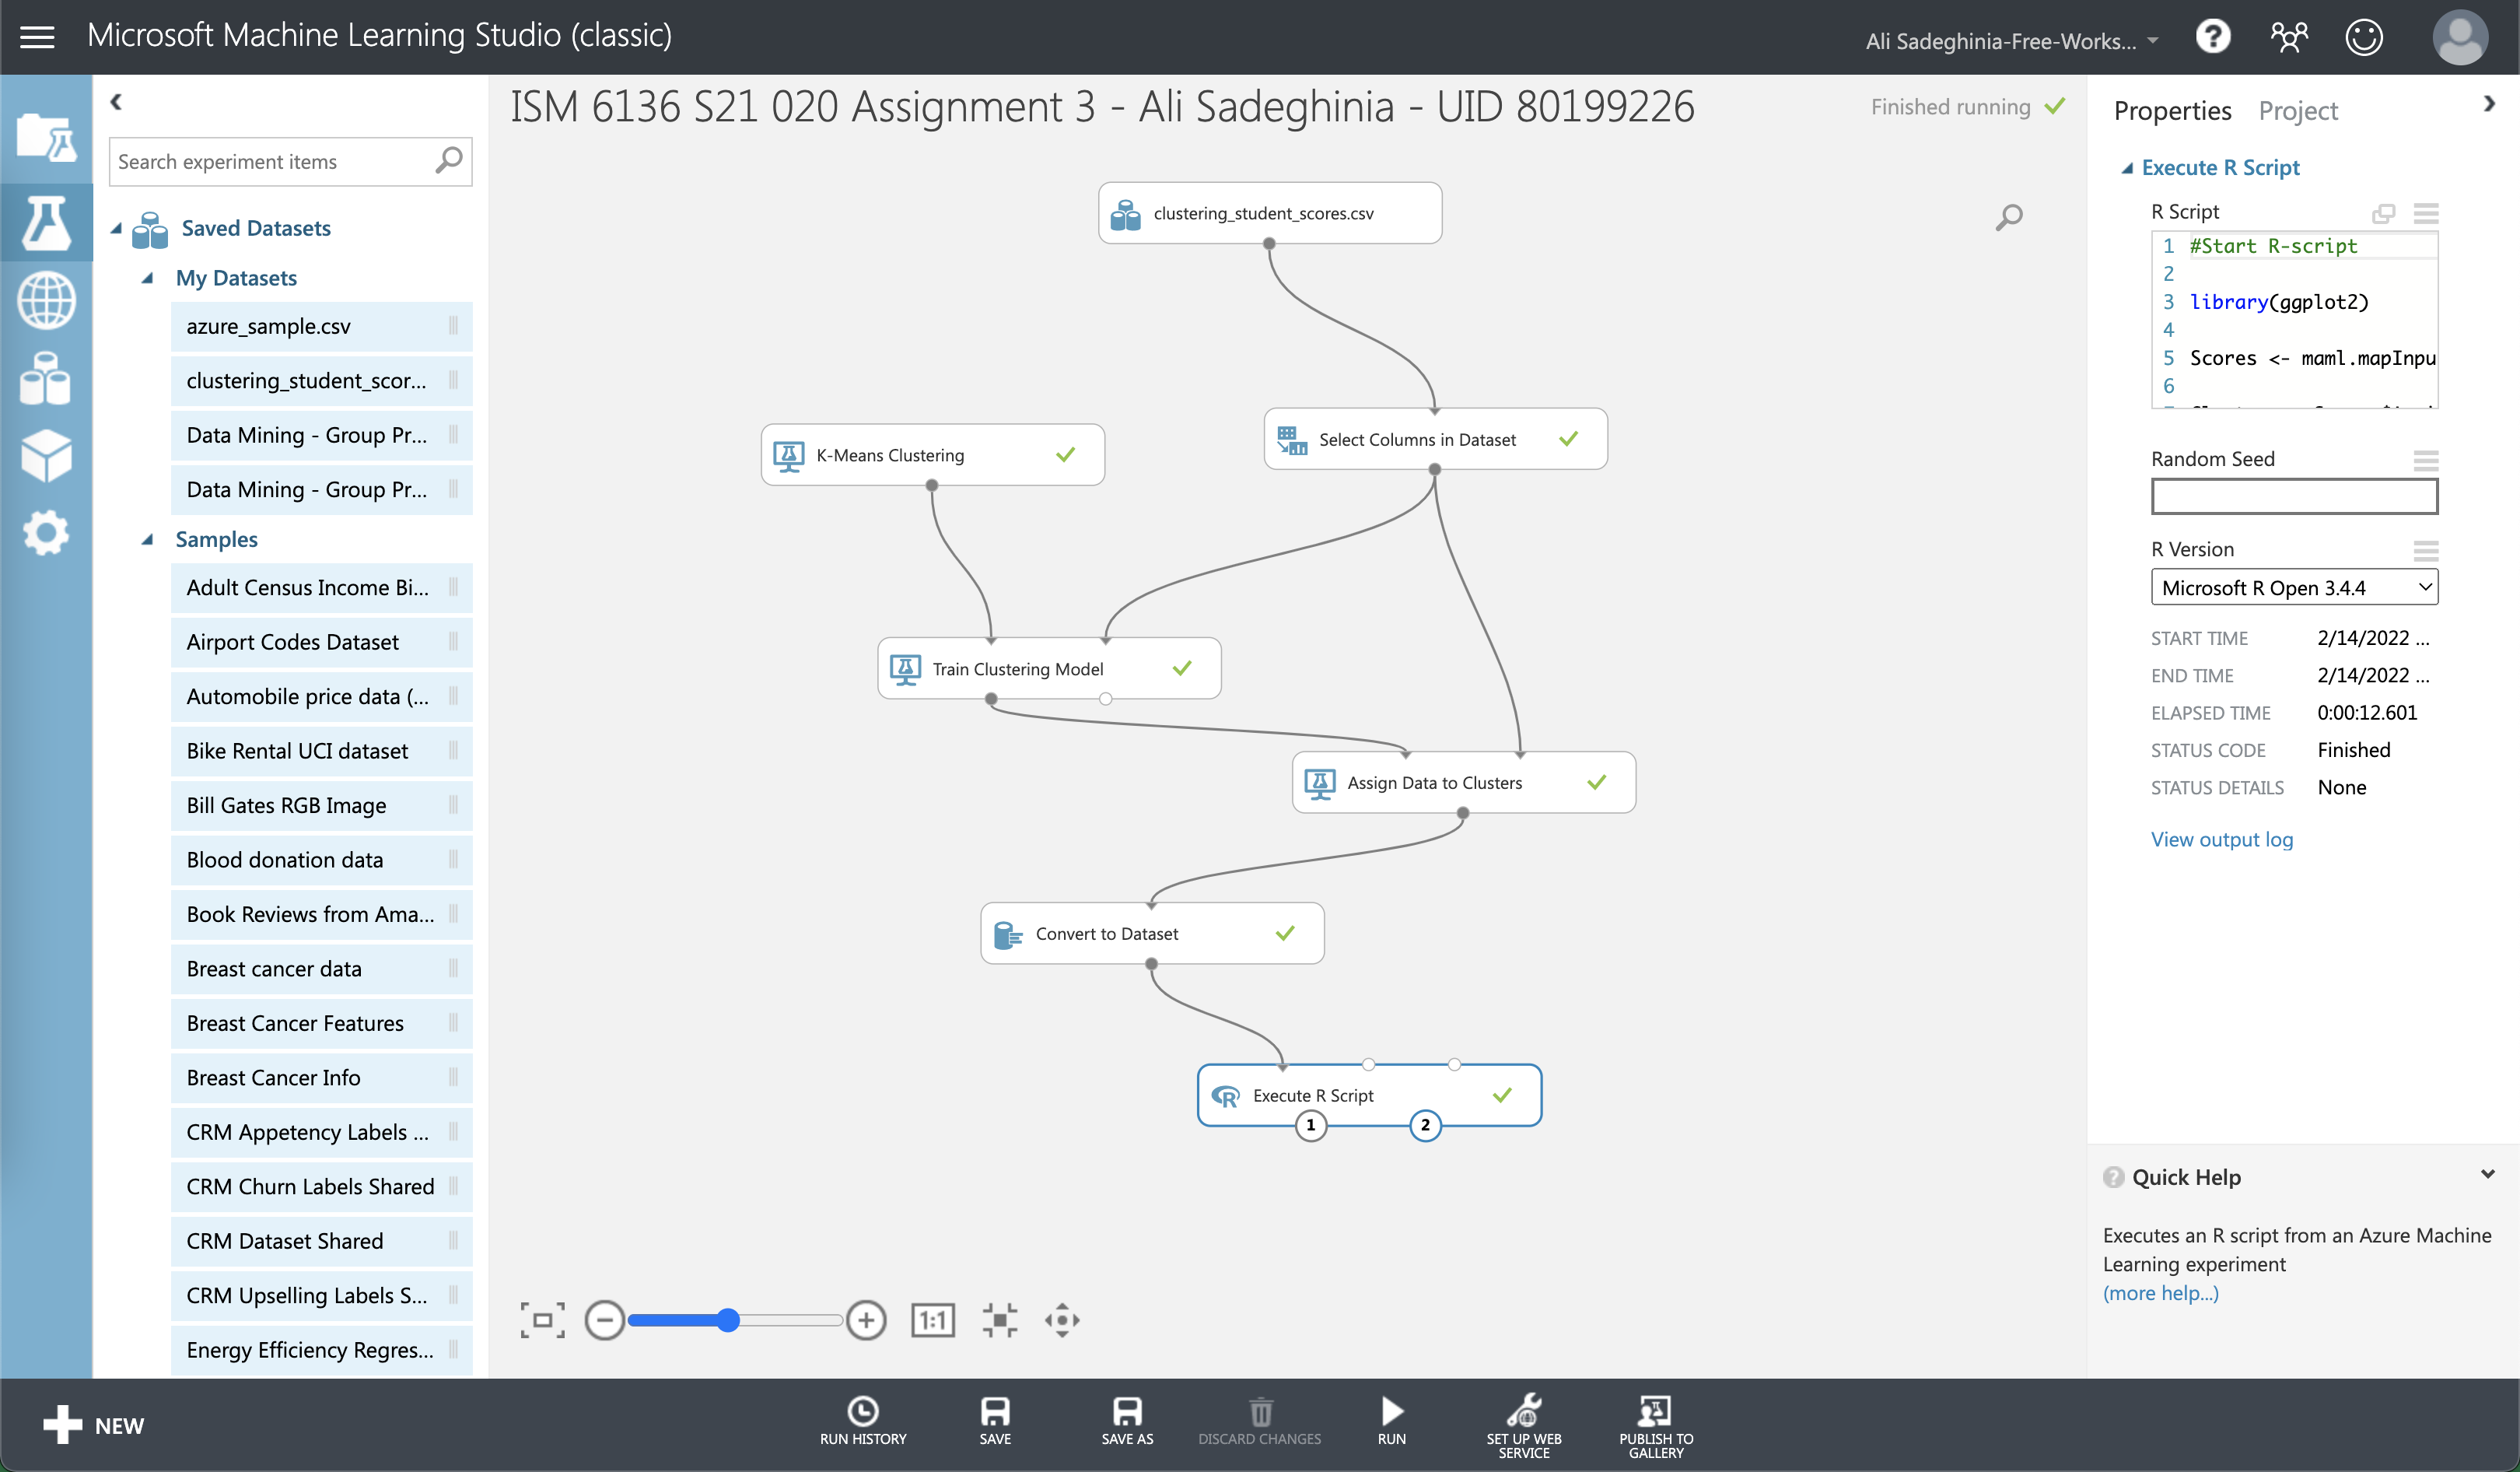 Microsoft Machine Learning Studio (classic)
Ali Sadeghinia-Free-Works...
?
Search experiment items
Saved Datasets
My Datasets
azure_sample.csv
clustering_student_scor...
Data Mining - Group Pr...
Data Mining - Group Pr...
Samples
Adult Census Income Bi...
Airport Codes Dataset
Automobile price data (...
Bike Rental UCI dataset
Bill Gates RGB Image
Blood donation data
Book Reviews from Ama...
Breast cancer data
Breast Cancer Features
Breast Cancer Info
CRM Appetency Labels ...
CRM Churn Labels Shared
CRM Dataset Shared
CRM Upselling Labels S...
Energy Efficiency Regres...
ISM 6136 S21 020 Assignment 3 - Ali Sadeghinia - UID 80199226
Finished running
clustering_student_scores.csv
K-Means Clustering
Select Columns in Dataset
Train Clustering Model
Assign Data to Clusters
Convert to Dataset
R
Execute R Script
1
2
1:1
Properties
Project
Execute R Script
R Script
1 #Start R-script
2
3 library(ggplot2)
4
5 Scores <- maml.mapInpu
6
Random Seed
R Version
Microsoft R Open 3.4.4
START TIME 2/14/2022 ...
END TIME 2/14/2022 ...
ELAPSED TIME 0:00:12.601
STATUS CODE Finished
STATUS DETAILS None
View output log
? Quick Help
Executes an R script from an Azure Machine
Learning experiment
(more help...)
NEW
RUN HISTORY
SAVE
SAVE AS
DISCARD CHANGES
RUN
SET UP WEB
SERVICE
PUBLISH TO
GALLERY